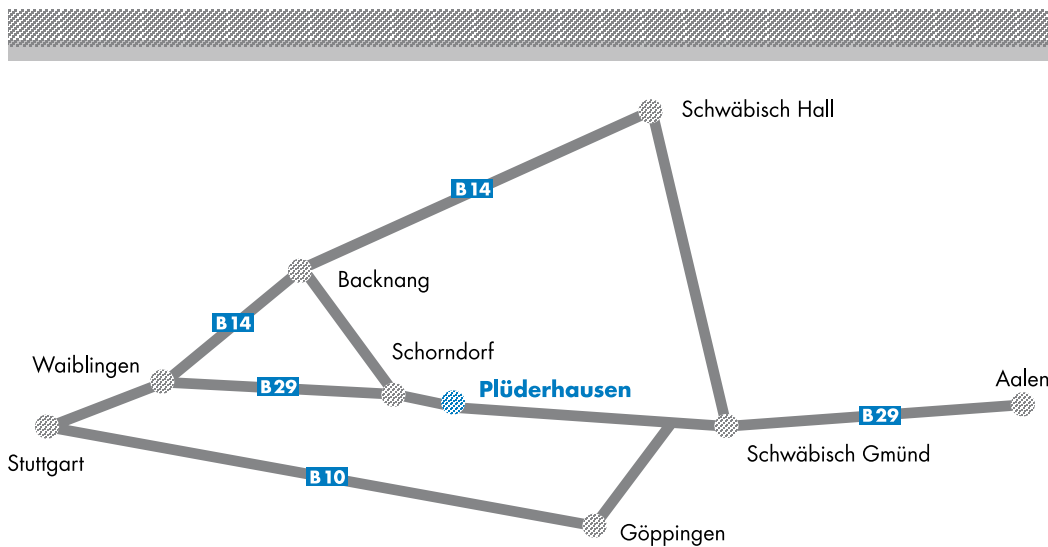 Schwäbisch Hall
B 14
Backnang
B 14
Schorndorf
Waiblingen
Aalen
B 29
Plüderhausen
B 29
Schwäbisch Gmünd
Stuttgart
B 10
Göppingen